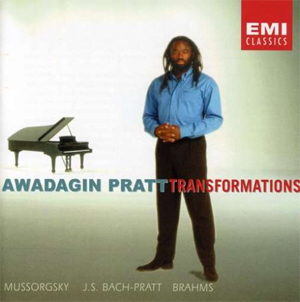 EMI
CLASSICS
AWADAGIN PRATT TRANSFORMATIONS
MUSSORGSKY J.S. BACH-PRATT BRAHMS